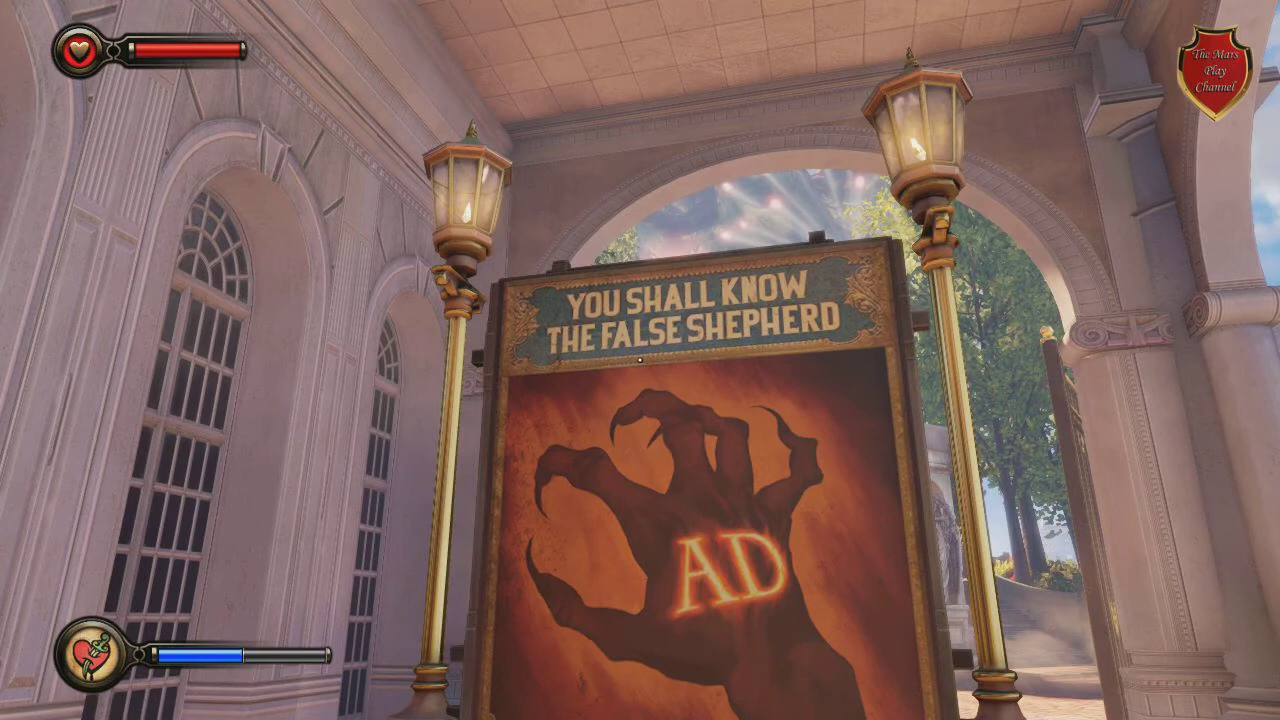 The Mars
Play
Channel
YOU SHALL KNOW
THE FALSE SHEPHERD
AD